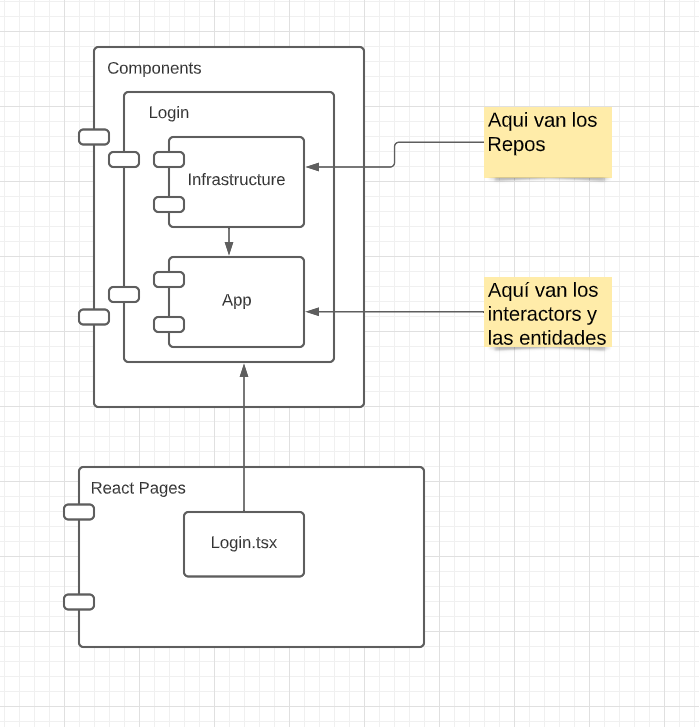 Components
Login
Infrastructure
App
Aqui van los
Repos
Aquí van los
interactors y
las entidades
React Pages
Login.tsx